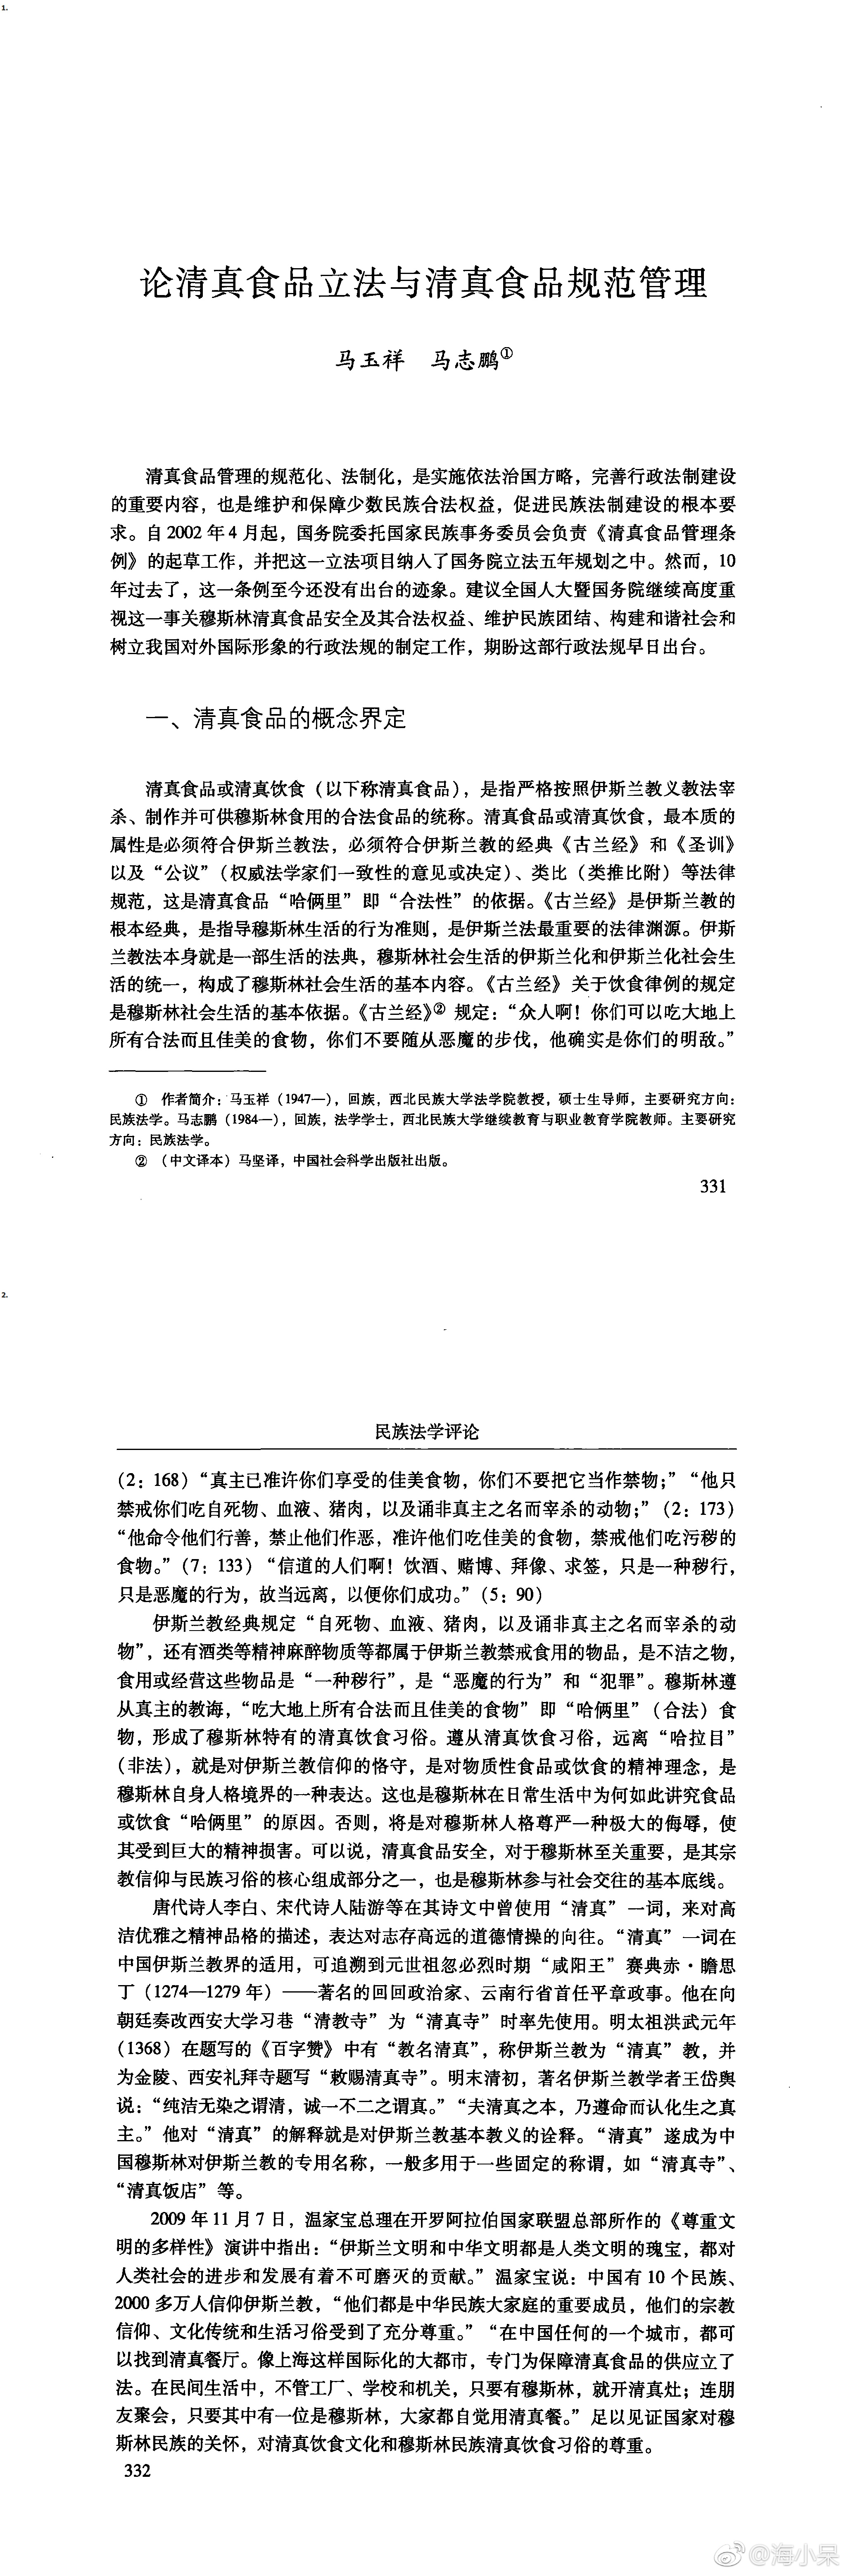 1.
论清真食品立法与清真食品规范管理
马玉祥 马志鹏①
清真食品管理的规范化、法制化，是实施依法治国方略，完善行政法制建设
的重要内容，也是维护和保障少数民族合法权益，促进民族法制建设的根本要
求。自2002年4月起，国务院委托国家民族事务委员会负责《清真食品管理条
例》的起草工作，并把这一立法项目纳入了国务院立法五年规划之中。然而，10
年过去了，这一条例至今还没有出台的迹象。建议全国人大暨国务院继续高度重
视这一事关穆斯林清真食品安全及其合法权益、维护民族团结、构建和谐社会和
树立我国对外国际形象的行政法规的制定工作，期盼这部行政法规早日出台。
一、清真食品的概念界定
清真食品或清真饮食（以下称清真食品），是指严格按照伊斯兰教义教法宰
杀、制作并可供穆斯林食用的合法食品的统称。清真食品或清真饮食，最本质的
属性是必须符合伊斯兰教法，必须符合伊斯兰教的经典《古兰经》和《圣训》
以及“公议”（权威法学家们一致性的意见或决定）、类比（类推比附）等法律
规范，这是清真食品“哈俩里”即“合法性”的依据。《古兰经》是伊斯兰教的
根本经典，是指导穆斯林生活的行为准则，是伊斯兰法最重要的法律渊源。伊斯
兰教法本身就是一部生活的法典，穆斯林社会生活的伊斯兰化和伊斯兰化社会生
活的统一，构成了穆斯林社会生活的基本内容。《古兰经》关于饮食律例的规定
是穆斯林社会生活的基本依据。《古兰经》②规定：“众人啊！你们可以吃大地上
所有合法而且佳美的食物，你们不要随从恶魔的步伐，他确实是你们的明敌。”
① 作者简介：马玉祥（1947—），回族，西北民族大学法学院教授，硕士生导师，主要研究方向：
民族法学。马志鹏（1984—），回族，法学学士，西北民族大学继续教育与职业教育学院教师。主要研究
方向：民族法学。
② （中文译本）马坚译，中国社会科学出版社出版。
331
2.
民族法学评论
（2：168）“真主已准许你们享受的佳美食物，你们不要把它当作禁物；”“他只
禁戒你们吃自死物、血液、猪肉，以及诵非真主之名而宰杀的动物；”（2：173）
“他命令他们行善，禁止他们作恶，准许他们吃佳美的食物，禁戒他们吃污秽的
食物。”（7：133）“信道的人们啊！饮酒、赌博、拜像、求签，只是一种秽行，
只是恶魔的行为，故当远离，以便你们成功。”（5：90）
伊斯兰教经典规定“自死物、血液、猪肉，以及诵非真主之名而宰杀的动
物”，还有酒类等精神麻醉物质等都属于伊斯兰教禁戒食用的物品，是不洁之物，
食用或经营这些物品是“一种秽行”，是“恶魔的行为”和“犯罪”。穆斯林遵
从真主的教诲，“吃大地上所有合法而且佳美的食物”即“哈俩里”（合法）食
物，形成了穆斯林特有的清真饮食习俗。遵从清真饮食习俗，远离“哈拉目”
（非法），就是对伊斯兰教信仰的恪守，是对物质性食品或饮食的精神理念，是
穆斯林自身人格境界的一种表达。这也是穆斯林在日常生活中为何如此讲究食品
或饮食“哈俩里”的原因。否则，将是对穆斯林人格尊严一种极大的侮辱，使
其受到巨大的精神损害。可以说，清真食品安全，对于穆斯林至关重要，是其宗
教信仰与民族习俗的核心组成部分之一，也是穆斯林参与社会交往的基本底线。
唐代诗人李白、宋代诗人陆游等在其诗文中曾使用“清真”一词，来对高
洁优雅之精神品格的描述，表达对志存高远的道德情操的向往。“清真”一词在
中国伊斯兰教界的适用，可追溯到元世祖忽必烈时期“咸阳王”赛典赤·瞻思
丁（1274—1279年）——著名的回回政治家、云南行省首任平章政事。他在向
朝廷奏改西安大学习巷“清教寺”为“清真寺”时率先使用。明太祖洪武元年
（1368）在题写的《百字赞》中有“教名清真”，称伊斯兰教为“清真”教，并
为金陵、西安礼拜寺题写“敕赐清真寺”。明末清初，著名伊斯兰教学者王岱舆
说：“纯洁无染之谓清，诚一不二之谓真。”“夫清真之本，乃遵命而认化生之真
主。”他对“清真”的解释就是对伊斯兰教基本教义的诠释。“清真”遂成为中
国穆斯林对伊斯兰教的专用名称，一般多用于一些固定的称谓，如“清真寺”、
“清真饭店”等。
2009年11月7日，温家宝总理在开罗阿拉伯国家联盟总部所作的《尊重文
明的多样性》演讲中指出：“伊斯兰文明和中华文明都是人类文明的瑰宝，都对
人类社会的进步和发展有着不可磨灭的贡献。”温家宝说：中国有10个民族、
2000多万人信仰伊斯兰教，“他们都是中华民族大家庭的重要成员，他们的宗教
信仰、文化传统和生活习俗受到了充分尊重。”“在中国任何的一个城市，都可
以找到清真餐厅。像上海这样国际化的大都市，专门为保障清真食品的供应立了
法。在民间生活中，不管工厂、学校和机关，只要有穆斯林，就开清真灶；连朋
友聚会，只要其中有一位是穆斯林，大家都自觉用清真餐。”足以见证国家对穆
斯林民族的关怀，对清真饮食文化和穆斯林民族清真饮食习俗的尊重。
332
@海小呆